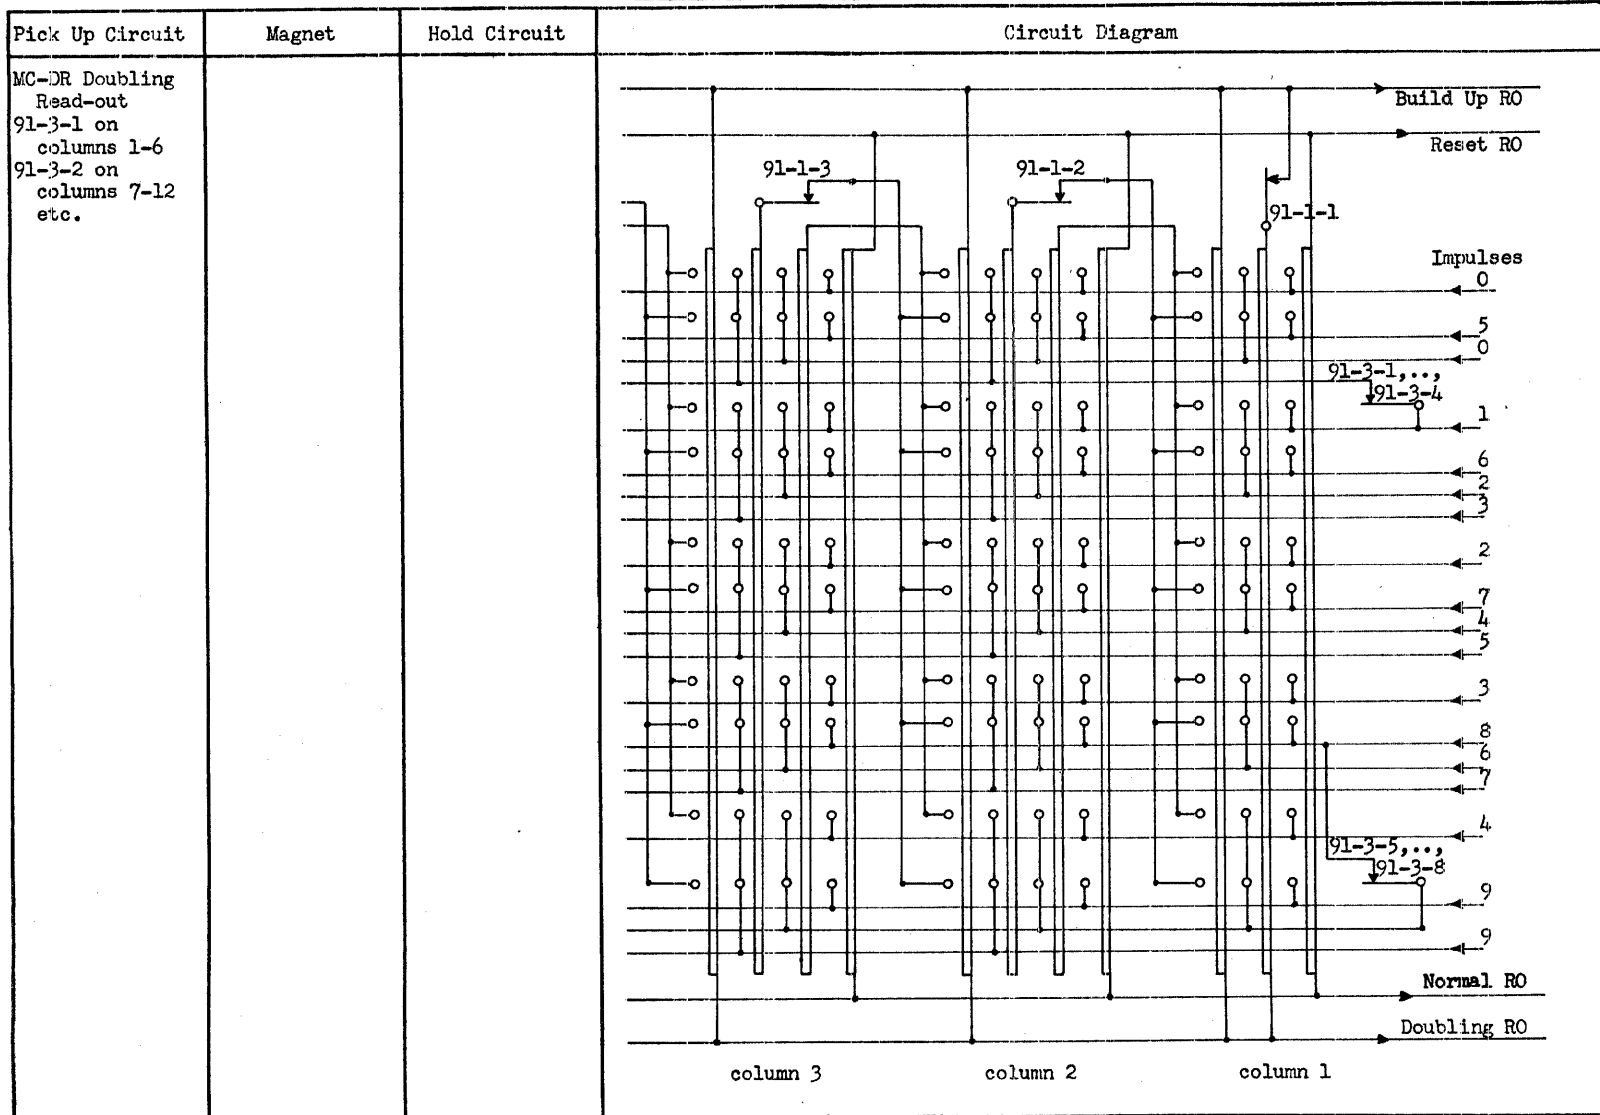 Pick Up Circuit
Magnet
Hold Circuit
Circuit Diagram
MC-DR Doubling
Read-out
91-3-1 on
columns 1-6
91-3-2 on
columns 7-12
etc.
Build Up RO
Reset RO
91-1-3
91-1-2
91-1-1
Impulses
0
5
0
91-3-1,..,
91-3-4
1
6
2
3
2
7
4
5
3
8
6
7
4
91-3-5,..,
91-3-8
9
9
Normal RO
Doubling RO
column 3
column 2
column 1